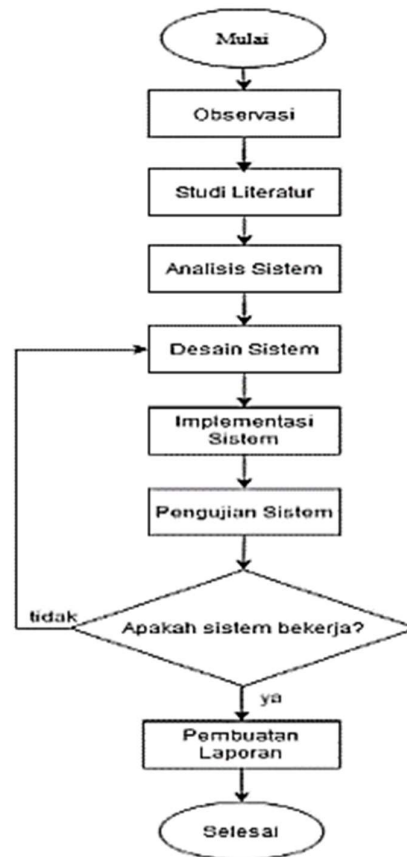 Mulai
Observasi
Studi Literatur
Analisis Sistem
Desain Sistem
Implementasi
Sistem
Pengujian Sistem
Apakah sistem bekerja?
tidak
ya
Pembuatan
Laporan
Selesai